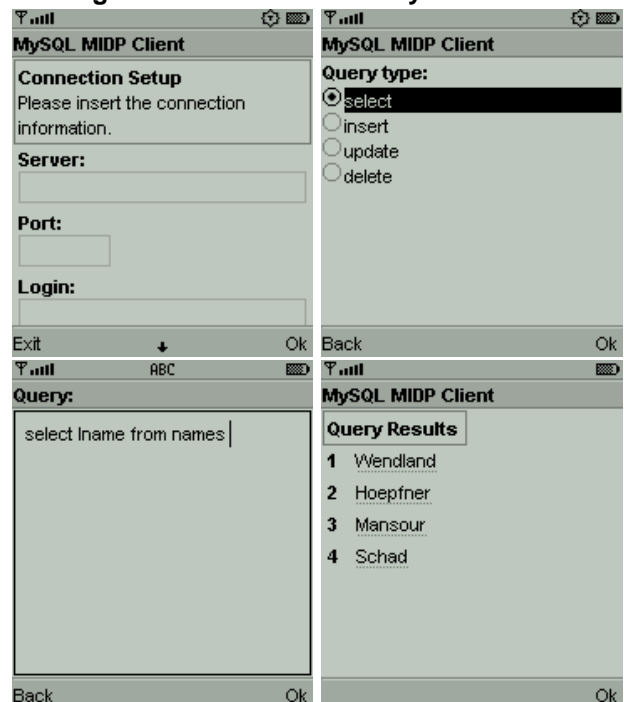 MySQL MIDP Client
Connection Setup
Please insert the connection
information.
Server:
Port:
Login:
Exit
Ok
MySQL MIDP Client
Query type:
select
insert
update
delete
Back
Ok
ABC
Query:
select lname from names
Back
Ok
MySQL MIDP Client
Query Results
1 Wendland
2 Hoepfner
3 Mansour
4 Schad
Ok